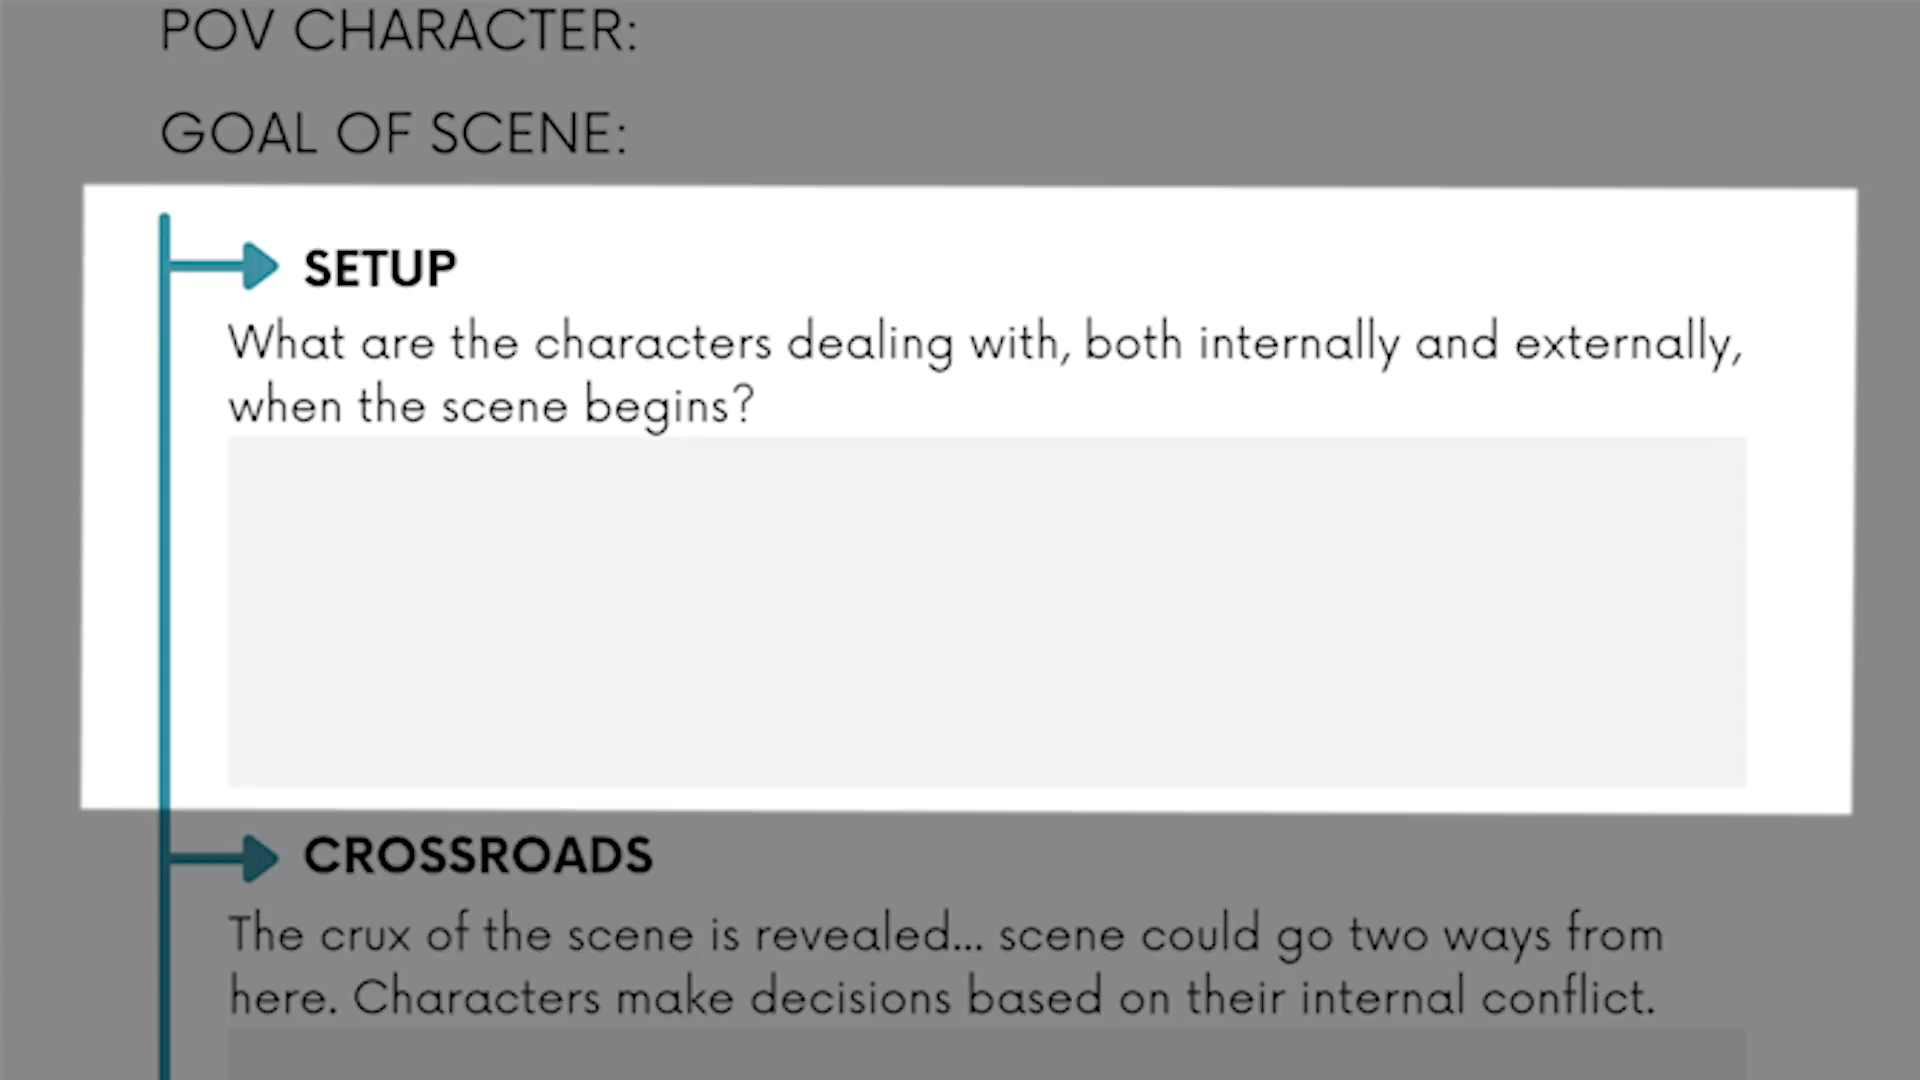 POV CHARACTER:
GOAL OF SCENE:
SETUP
What are the characters dealing with, both internally and externally,
when the scene begins?
CROSSROADS
The crux of the scene is revealed... scene could go two ways from
here. Characters make decisions based on their internal conflict.